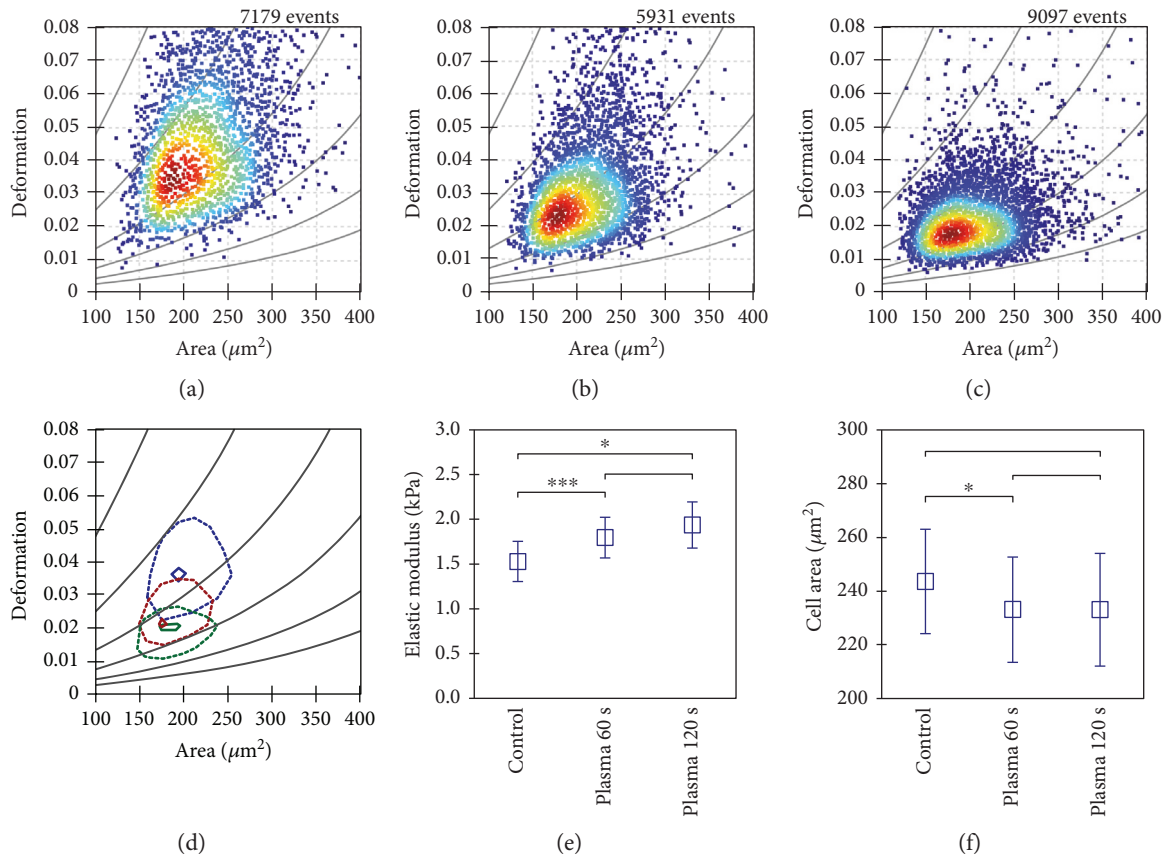 7179 events
0.08
0.07
0.06
0.05
0.04
0.03
0.02
0.01
0
Deformation
100 150 200 250 300 350 400
Area (μm²)
(a)
5931 events
0.08
0.07
0.06
0.05
0.04
0.03
0.02
0.01
0
Deformation
100 150 200 250 300 350 400
Area (μm²)
(b)
9097 events
0.08
0.07
0.06
0.05
0.04
0.03
0.02
0.01
0
Deformation
100 150 200 250 300 350 400
Area (μm²)
(c)
0.08
0.07
0.06
0.05
0.04
0.03
0.02
0.01
0
Deformation
100 150 200 250 300 350 400
Area (μm²)
(d)
3.0
2.5
2.0
1.5
1.0
0.5
0.0
Elastic modulus (kPa)
*
***
Control
Plasma 60 s
Plasma 120 s
(e)
300
280
260
240
220
200
Cell area (μm²)
*
Control
Plasma 60 s
Plasma 120 s
(f)